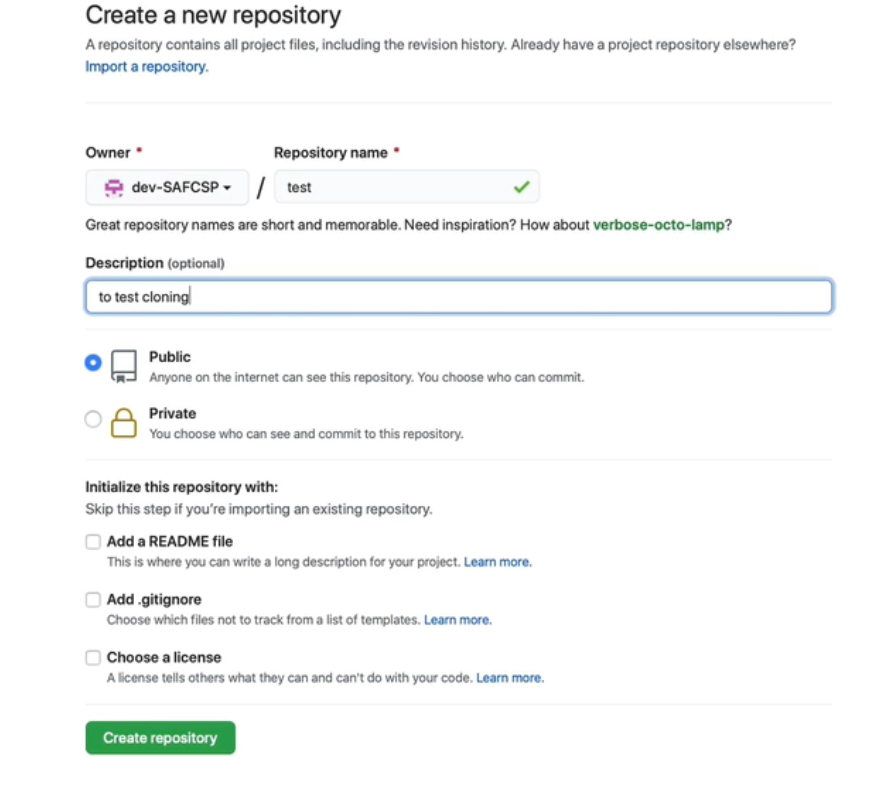 Create a new repository
A repository contains all project files, including the revision history. Already have a project repository elsewhere?
Import a repository.
Owner * Repository name *
dev-SAFCSP / test
Great repository names are short and memorable. Need inspiration? How about verbose-octo-lamp?
Description (optional)
to test cloning
Public
Anyone on the internet can see this repository. You choose who can commit.
Private
You choose who can see and commit to this repository.
Initialize this repository with:
Skip this step if you're importing an existing repository.
Add a README file
This is where you can write a long description for your project. Learn more.
Add .gitignore
Choose which files not to track from a list of templates. Learn more.
Choose a license
A license tells others what they can and can't do with your code. Learn more.
Create repository